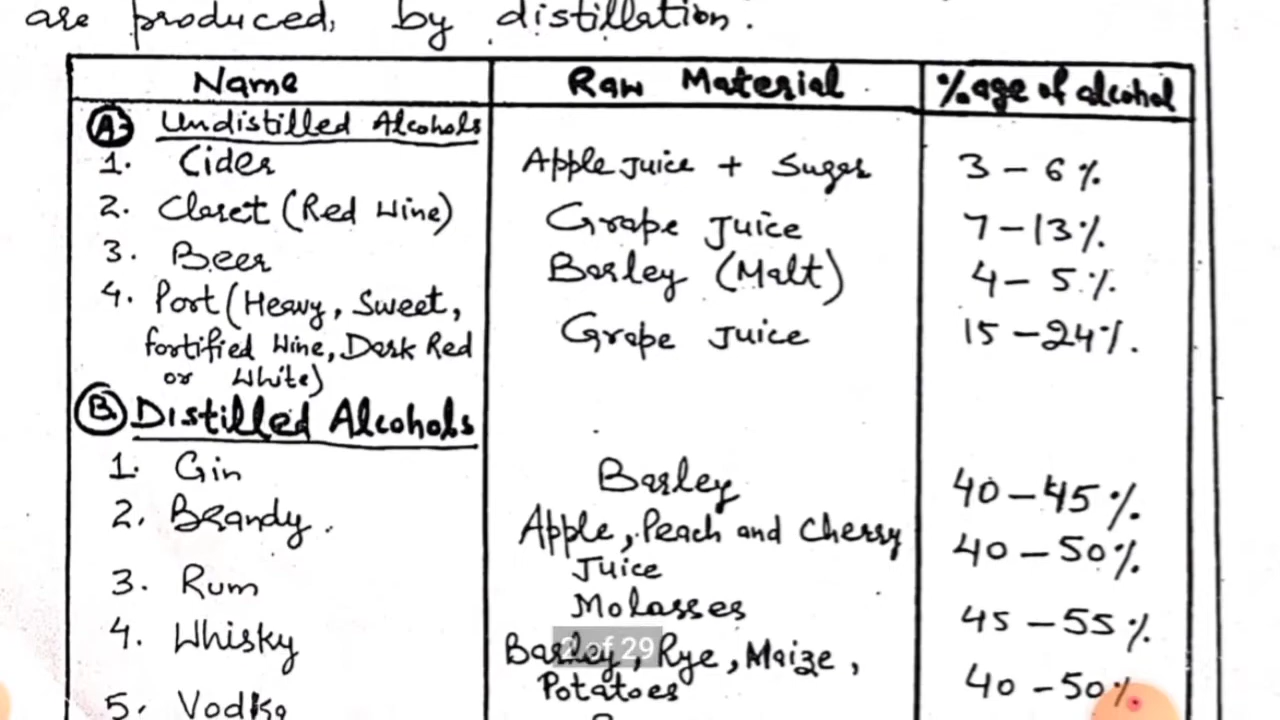 are produced, by distillation.
Name Raw Material %age of alcohol
A. Undistilled Alcohols
1. Cider Apple Juice + Sugar 3 – 6 %
2. Claret (Red Wine) Grape Juice 7 – 13 %
3. Beer Barley (Malt) 4 – 5 %
4. Port (Heavy, Sweet, Grape Juice 15 – 24 %
fortified Wine, Dark Red
or White)
B. Distilled Alcohols
1. Gin Barley 40 – 45 %
2. Brandy Apple, Peach and Cherry 40 – 50 %
Juice
3. Rum Molasses 45 – 55 %
4. Whisky Barley, Rye, Maize, 40 – 50 %
Potatoes
2 of 29
5. Vodka